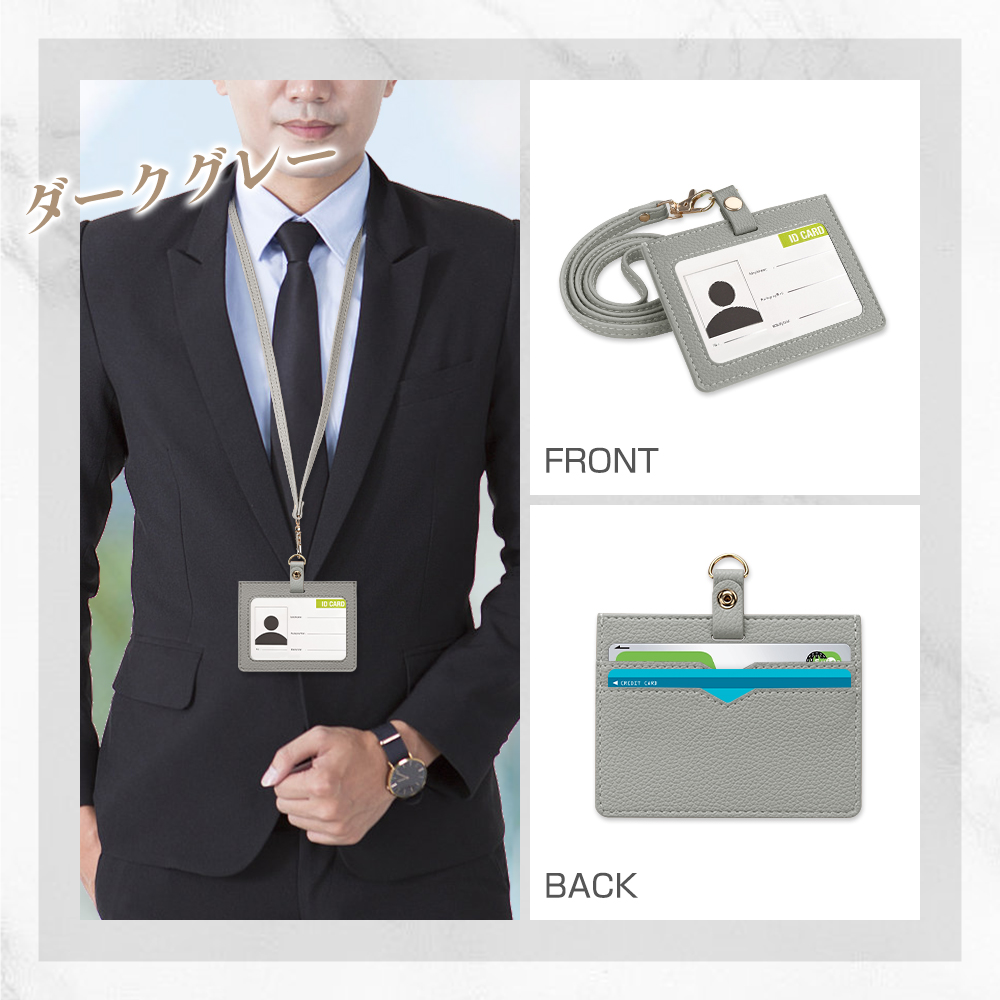 ダークグレー
ID CARD
ID CARD
FRONT
CREDIT CARD
BACK